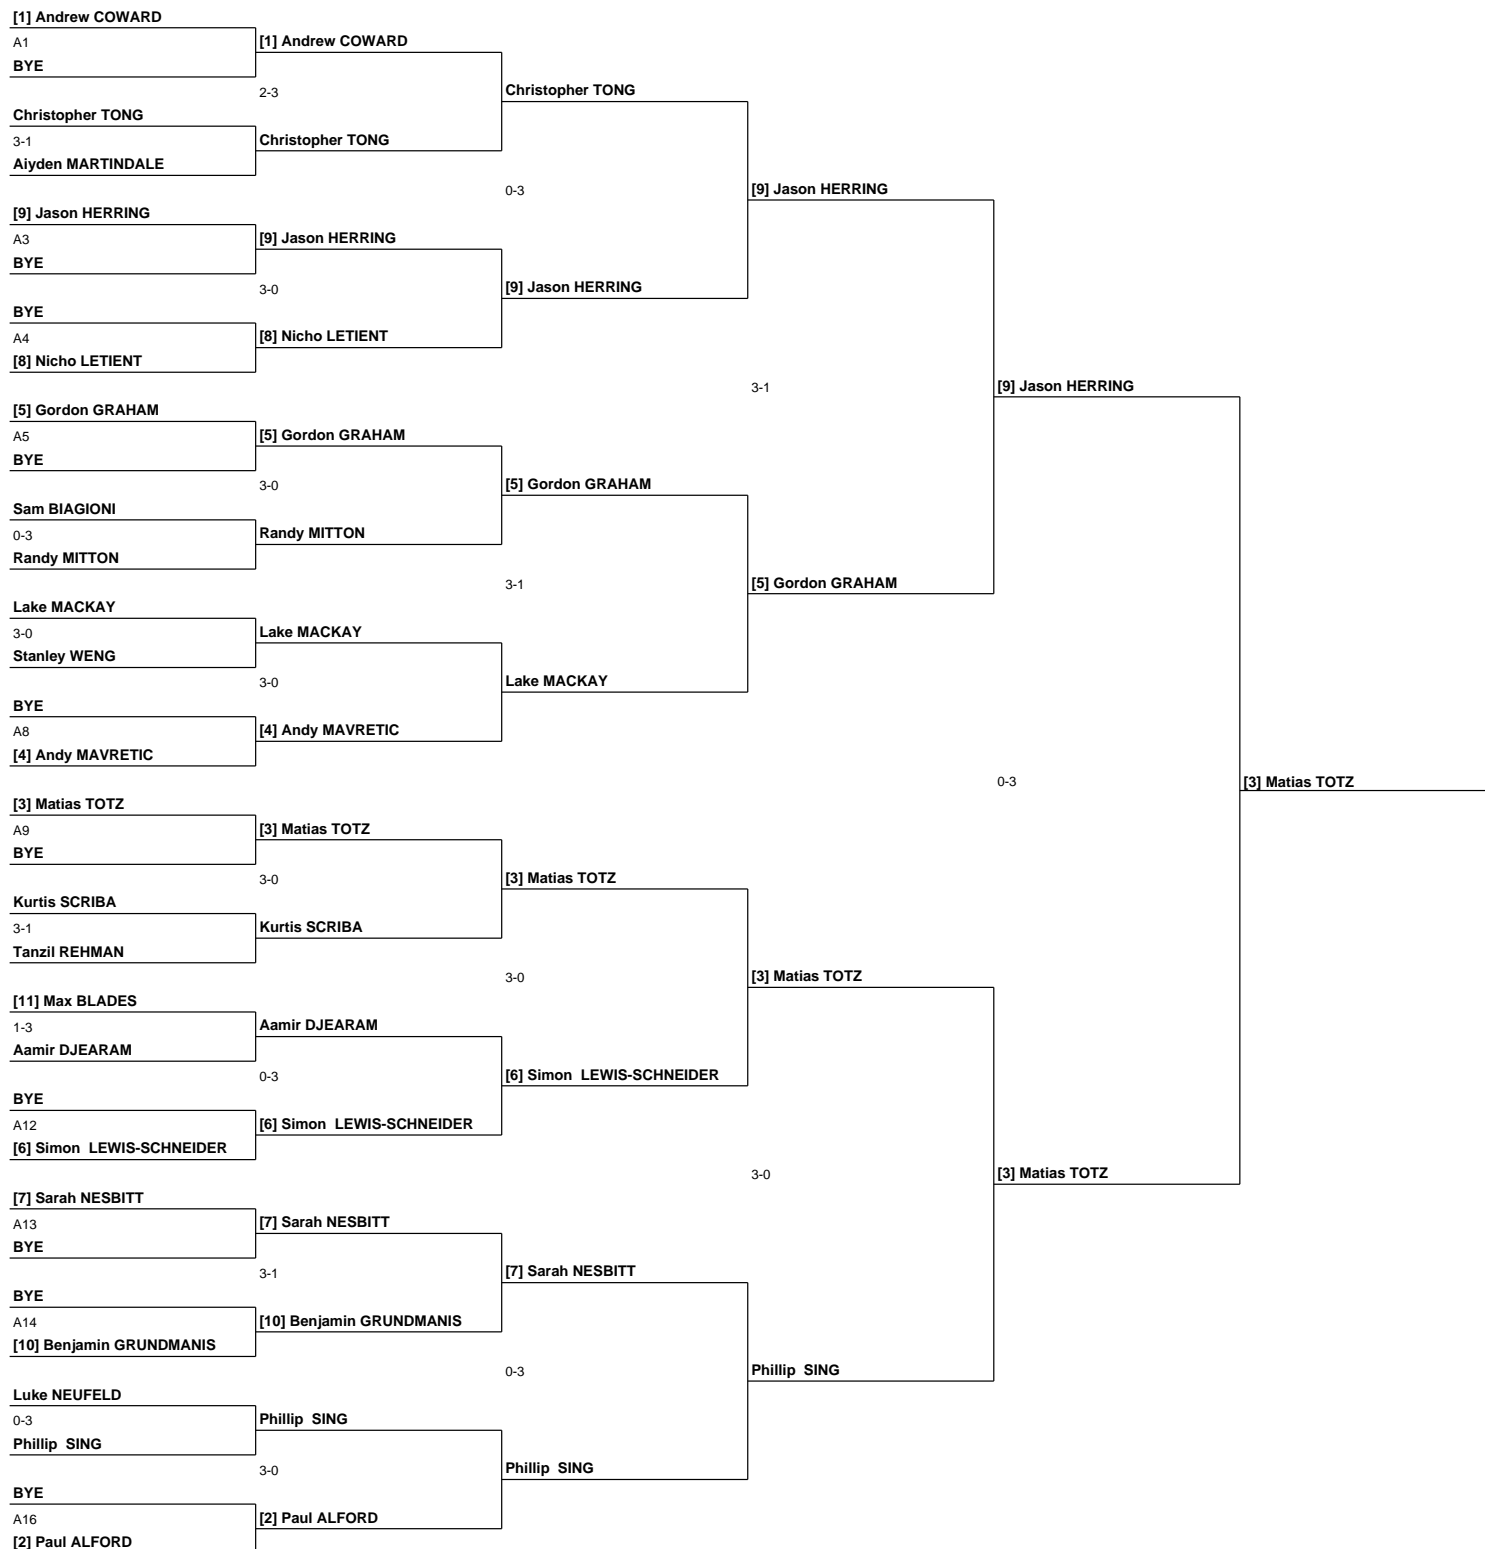 [1] Andrew COWARD
A1
BYE
Christopher TONG
3-1
Aiyden MARTINDALE
[9] Jason HERRING
A3
BYE
BYE
A4
[8] Nicho LETIENT
[5] Gordon GRAHAM
A5
BYE
Sam BIAGIONI
0-3
Randy MITTON
Lake MACKAY
3-0
Stanley WENG
BYE
A8
[4] Andy MAVRETIC
[3] Matias TOTZ
A9
BYE
Kurtis SCRIBA
3-1
Tanzil REHMAN
[11] Max BLADES
1-3
Aamir DJEARAM
BYE
A12
[6] Simon  LEWIS-SCHNEIDER
[7] Sarah NESBITT
A13
BYE
BYE
A14
[10] Benjamin GRUNDMANIS
Luke NEUFELD
0-3
Phillip  SING
BYE
A16
[2] Paul ALFORD
[1] Andrew COWARD
2-3
Christopher TONG
[9] Jason HERRING
3-0
[8] Nicho LETIENT
[5] Gordon GRAHAM
3-0
Randy MITTON
Lake MACKAY
3-0
[4] Andy MAVRETIC
[3] Matias TOTZ
3-0
Kurtis SCRIBA
Aamir DJEARAM
0-3
[6] Simon  LEWIS-SCHNEIDER
[7] Sarah NESBITT
3-1
[10] Benjamin GRUNDMANIS
Phillip  SING
3-0
[2] Paul ALFORD
Christopher TONG
0-3
[9] Jason HERRING
[5] Gordon GRAHAM
3-1
Lake MACKAY
[3] Matias TOTZ
3-0
[6] Simon  LEWIS-SCHNEIDER
[7] Sarah NESBITT
0-3
Phillip  SING
[9] Jason HERRING
3-1
[5] Gordon GRAHAM
[3] Matias TOTZ
3-0
Phillip  SING
[9] Jason HERRING
0-3
[3] Matias TOTZ
[3] Matias TOTZ